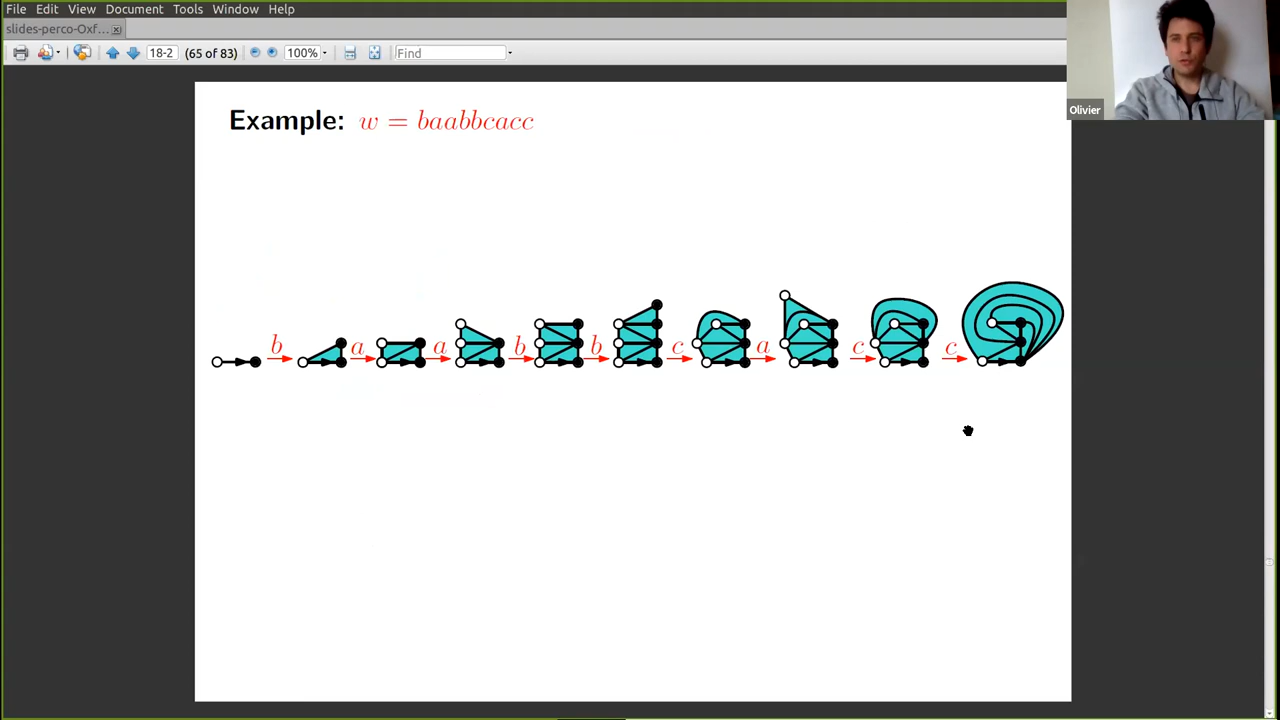 File Edit View Document Tools Window Help
slides-perco-Oxf...
18-2 (65 of 83) 100% Find
Olivier
Example: w = baabbcacc
b a a b b c a c c